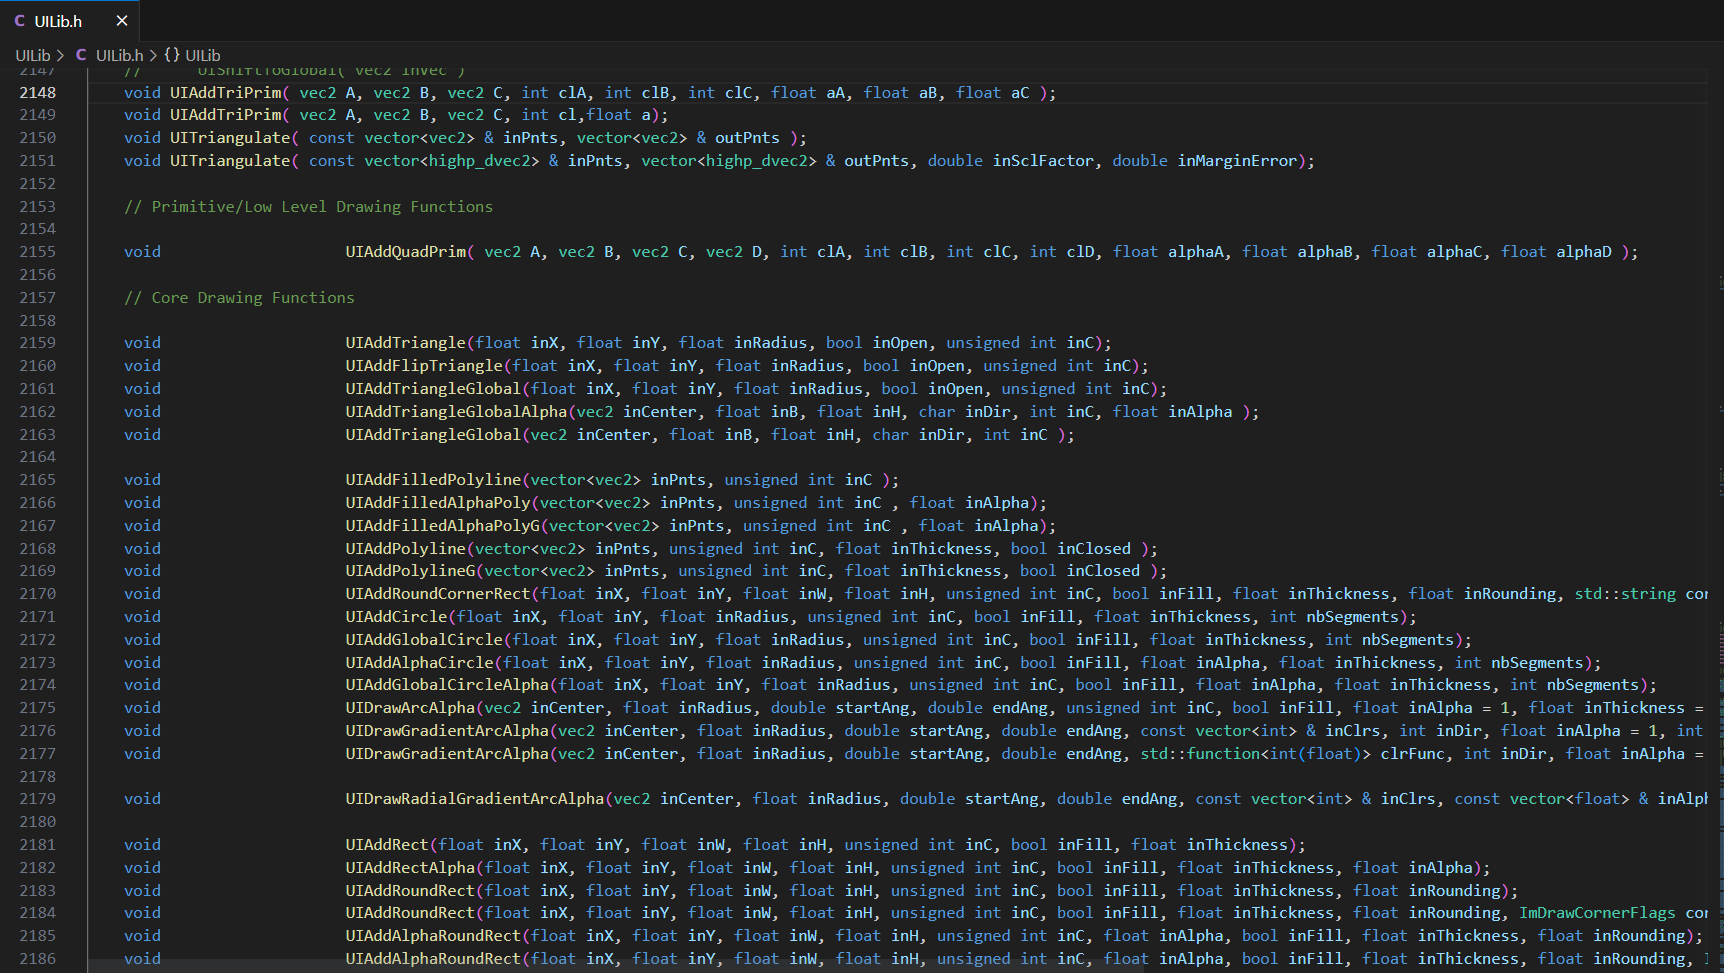 UILib.h
UILib > C UILib.h > {} UILib
2147 // UIShiftToGlobal( vec2 inVec )
2148 void UIAddTriPrim( vec2 A, vec2 B, vec2 C, int clA, int clB, int clC, float aA, float aB, float aC );
2149 void UIAddTriPrim( vec2 A, vec2 B, vec2 C, int cl,float a);
2150 void UITriangulate( const vector<vec2> & inPnts, vector<vec2> & outPnts );
2151 void UITriangulate( const vector<highp_dvec2> & inPnts, vector<highp_dvec2> & outPnts, double inSclFactor, double inMarginError);
2152
2153 // Primitive/Low Level Drawing Functions
2154
2155 void UIAddQuadPrim( vec2 A, vec2 B, vec2 C, vec2 D, int clA, int clB, int clC, int clD, float alphaA, float alphaB, float alphaC, float alphaD );
2156
2157 // Core Drawing Functions
2158
2159 void UIAddTriangle(float inX, float inY, float inRadius, bool inOpen, unsigned int inC);
2160 void UIAddFlipTriangle(float inX, float inY, float inRadius, bool inOpen, unsigned int inC);
2161 void UIAddTriangleGlobal(float inX, float inY, float inRadius, bool inOpen, unsigned int inC);
2162 void UIAddTriangleGlobalAlpha(vec2 inCenter, float inB, float inH, char inDir, int inC, float inAlpha );
2163 void UIAddTriangleGlobal(vec2 inCenter, float inB, float inH, char inDir, int inC );
2164
2165 void UIAddFilledPolyline(vector<vec2> inPnts, unsigned int inC );
2166 void UIAddFilledAlphaPoly(vector<vec2> inPnts, unsigned int inC , float inAlpha);
2167 void UIAddFilledAlphaPolyG(vector<vec2> inPnts, unsigned int inC , float inAlpha);
2168 void UIAddPolyline(vector<vec2> inPnts, unsigned int inC, float inThickness, bool inClosed );
2169 void UIAddPolylineG(vector<vec2> inPnts, unsigned int inC, float inThickness, bool inClosed );
2170 void UIAddRoundCornerRect(float inX, float inY, float inW, float inH, unsigned int inC, bool inFill, float inThickness, float inRounding, std::string cor
2171 void UIAddCircle(float inX, float inY, float inRadius, unsigned int inC, bool inFill, float inThickness, int nbSegments);
2172 void UIAddGlobalCircle(float inX, float inY, float inRadius, unsigned int inC, bool inFill, float inThickness, int nbSegments);
2173 void UIAddAlphaCircle(float inX, float inY, float inRadius, unsigned int inC, bool inFill, float inAlpha, float inThickness, int nbSegments);
2174 void UIAddGlobalCircleAlpha(float inX, float inY, float inRadius, unsigned int inC, bool inFill, float inAlpha, float inThickness, int nbSegments);
2175 void UIDrawArcAlpha(vec2 inCenter, float inRadius, double startAng, double endAng, unsigned int inC, bool inFill, float inAlpha = 1, float inThickness =
2176 void UIDrawGradientArcAlpha(vec2 inCenter, float inRadius, double startAng, double endAng, const vector<int> & inClrs, int inDir, float inAlpha = 1, int
2177 void UIDrawGradientArcAlpha(vec2 inCenter, float inRadius, double startAng, double endAng, std::function<int(float)> clrFunc, int inDir, float inAlpha =
2178
2179 void UIDrawRadialGradientArcAlpha(vec2 inCenter, float inRadius, double startAng, double endAng, const vector<int> & inClrs, const vector<float> & inAlph
2180
2181 void UIAddRect(float inX, float inY, float inW, float inH, unsigned int inC, bool inFill, float inThickness);
2182 void UIAddRectAlpha(float inX, float inY, float inW, float inH, unsigned int inC, bool inFill, float inThickness, float inAlpha);
2183 void UIAddRoundRect(float inX, float inY, float inW, float inH, unsigned int inC, bool inFill, float inThickness, float inRounding);
2184 void UIAddRoundRect(float inX, float inY, float inW, float inH, unsigned int inC, bool inFill, float inThickness, float inRounding, ImDrawCornerFlags cor
2185 void UIAddAlphaRoundRect(float inX, float inY, float inW, float inH, unsigned int inC, float inAlpha, bool inFill, float inThickness, float inRounding);
2186 void UIAddAlphaRoundRect(float inX, float inY, float inW, float inH, unsigned int inC, float inAlpha, bool inFill, float inThickness, float inRounding,